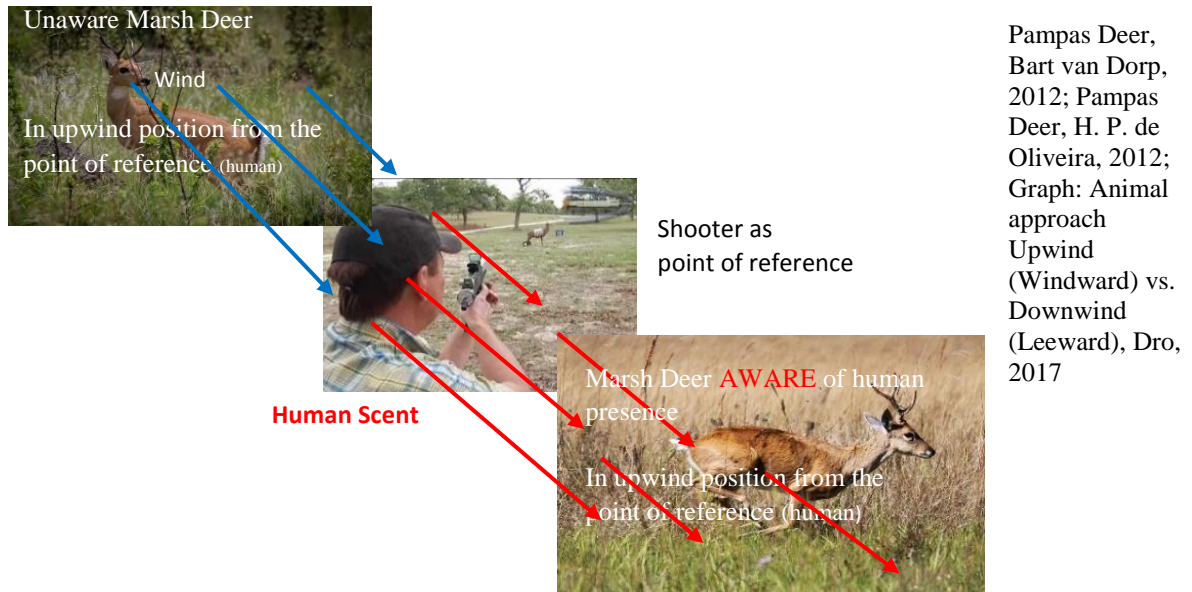 Unaware Marsh Deer
Wind
In upwind position from the
point of reference (human)
Shooter as
point of reference
Human Scent
Marsh Deer AWARE of human
presence
In upwind position from the
point of reference (human)
Pampas Deer,
Bart van Dorp,
2012; Pampas
Deer, H. P. de
Oliveira, 2012;
Graph: Animal
approach
Upwind
(Windward) vs.
Downwind
(Leeward), Dro,
2017